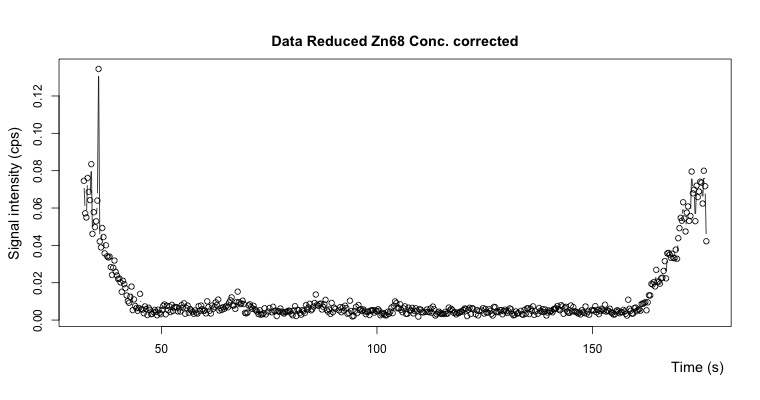 Data Reduced Zn68 Conc. corrected
Signal intensity (cps)
0.12
0.10
0.08
0.06
0.04
0.02
0.00
50 100 150
Time (s)